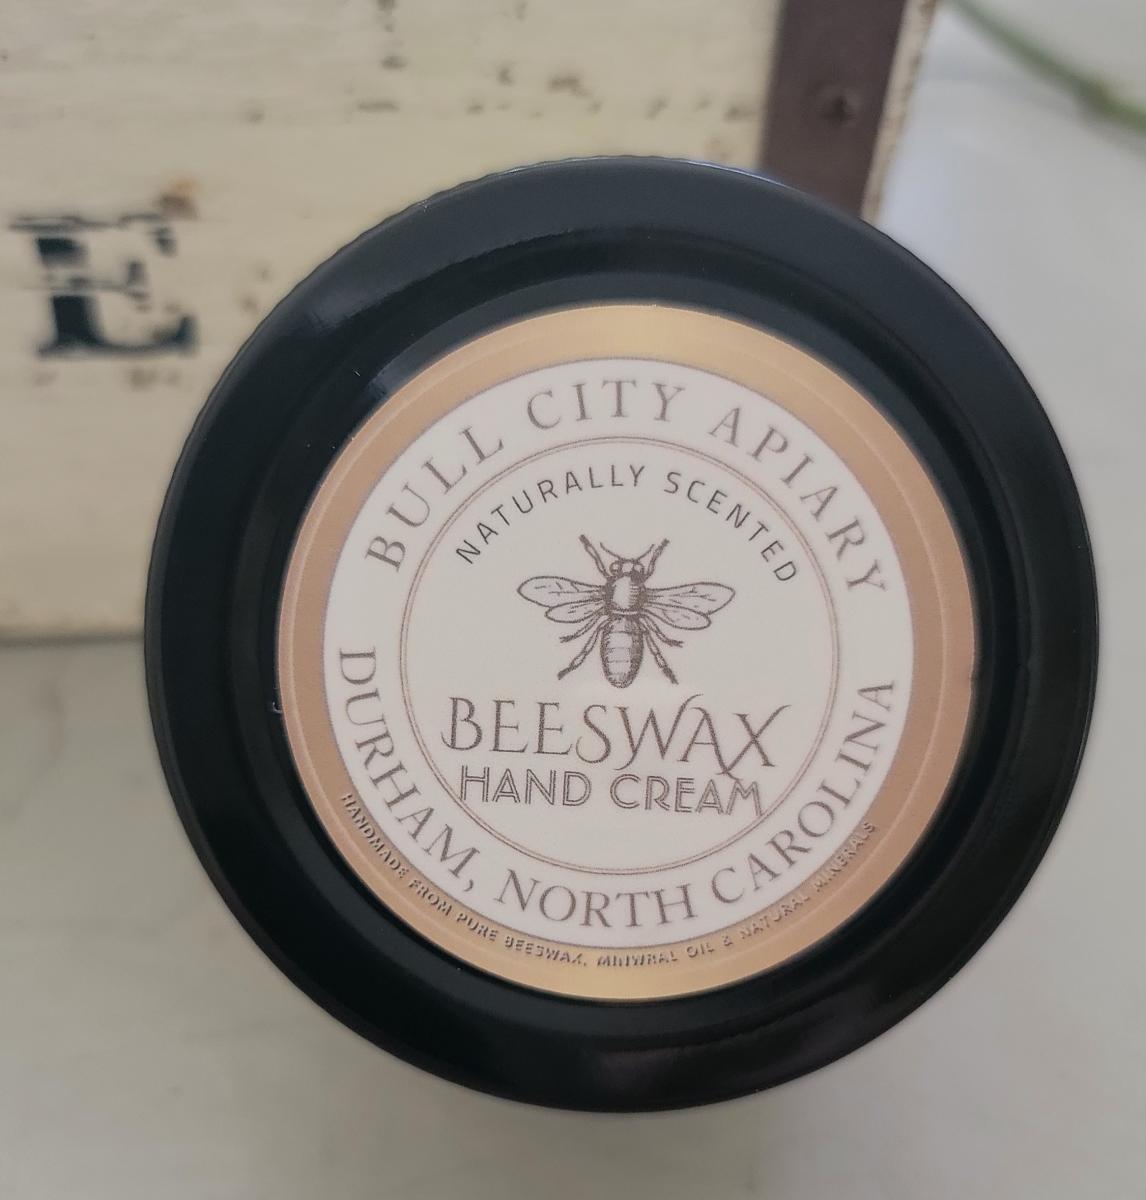 E
BULL CITY APIARY
NATURALLY SCENTED
BEESWAX
HAND CREAM
DURHAM, NORTH CAROLINA
HANDMADE FROM PURE BEESWAX, MINWRAL OIL & NATURAL MINERALS